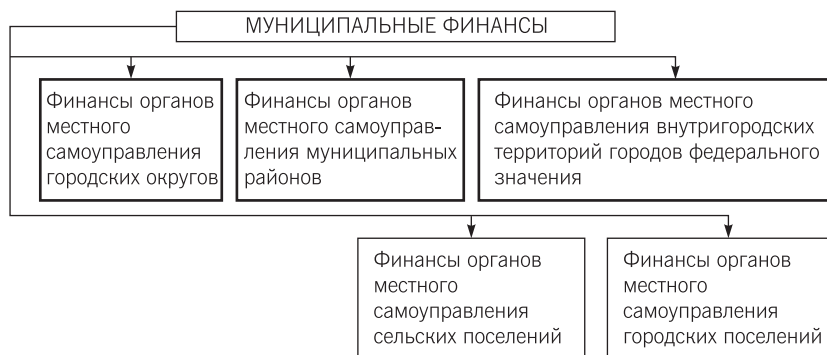 МУНИЦИПАЛЬНЫЕ ФИНАНСЫ
Финансы органов
местного
самоуправления
городских округов
Финансы органов
местного самоуправ-
ления муниципальных
районов
Финансы органов местного
самоуправления внутригородских
территорий городов федерального
значения
Финансы органов
местного
самоуправления
сельских поселений
Финансы органов
местного
самоуправления
городских поселений